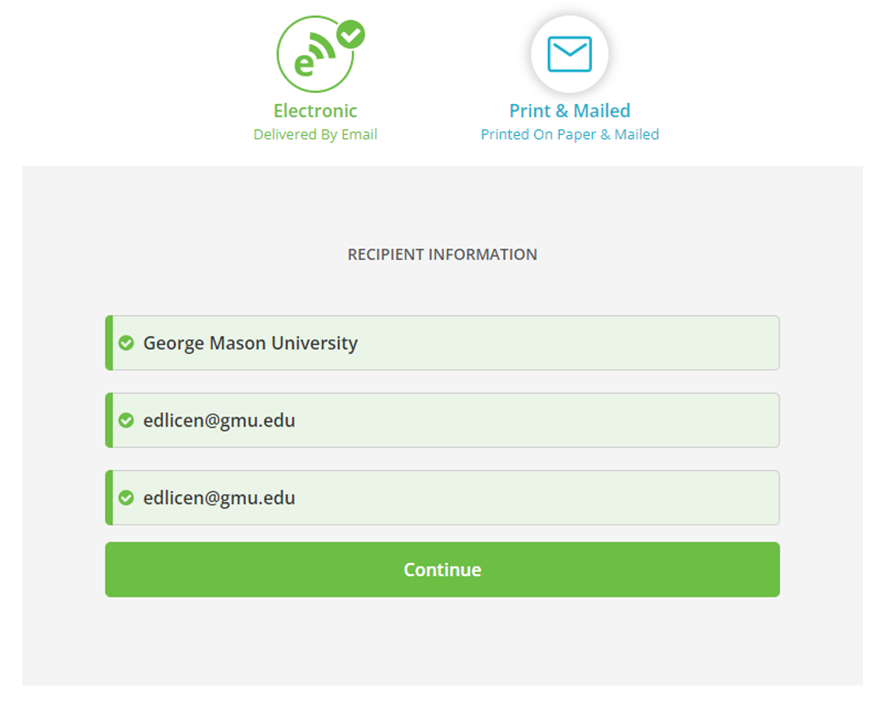 e
Electronic
Delivered By Email
Print & Mailed
Printed On Paper & Mailed
RECIPIENT INFORMATION
George Mason University
edlicen@gmu.edu
edlicen@gmu.edu
Continue